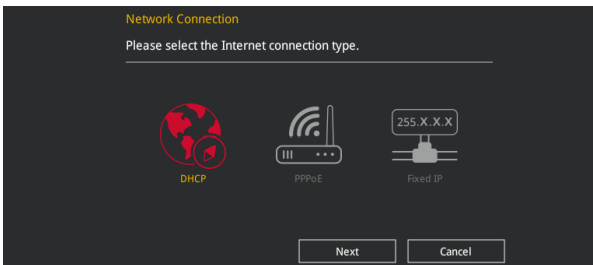 Network Connection
Please select the Internet connection type.
255.X.X.X
DHCP PPPoE Fixed IP
Next Cancel